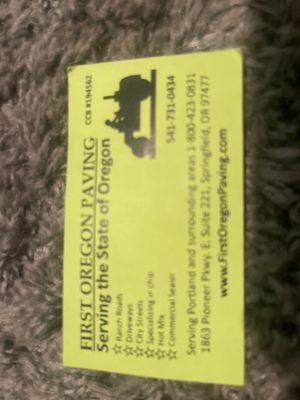 FIRST OREGON PAVING
CCB #194562
Serving the State of Oregon
☆ Ranch Roads
☆ Driveways
☆ City Streets
☆ Specializing in chip
☆ Hot Mix
☆ Commercial Sealer
541-731-0434
Serving Portland and surrounding areas 1-800-423-0831
1863 Pioneer Pkwy. E. Suite 221, Springfield, OR 97477
www.FirstOregonPaving.com